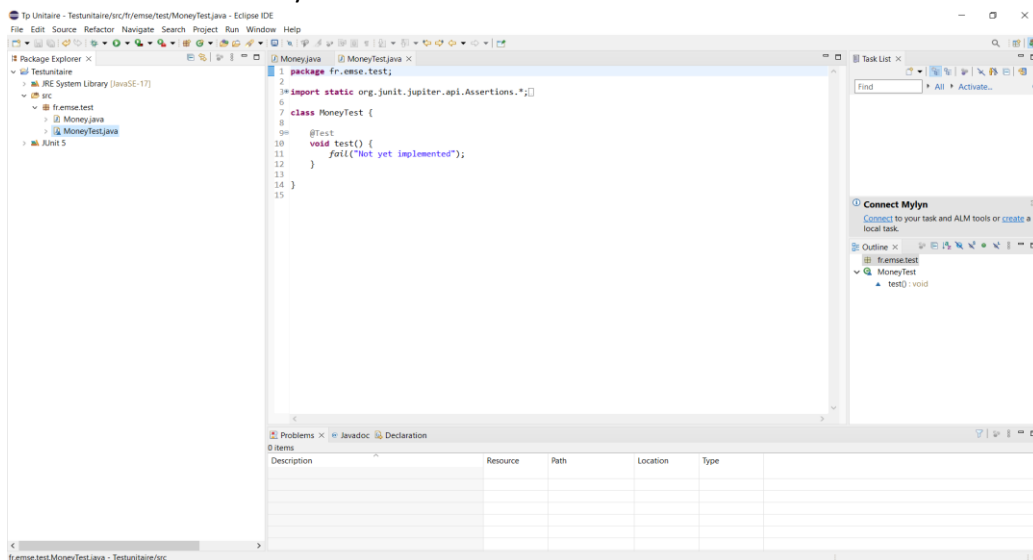 Tp Unitaire - Testunitaire/src/fr/emse/test/MoneyTest.java - Eclipse IDE
File Edit Source Refactor Navigate Search Project Run Window Help
Package Explorer
Testunitaire
JRE System Library [JavaSE-17]
src
fr.emse.test
Money.java
MoneyTest.java
JUnit 5
Money.java MoneyTest.java
1 package fr.emse.test;
2
3 import static org.junit.jupiter.api.Assertions.*;
6
7 class MoneyTest {
8
9 @Test
10 void test() {
11 fail("Not yet implemented");
12 }
13
14 }
15
Task List
Find All Activate...
Connect Mylyn
Connect to your task and ALM tools or create a
local task.
Outline
fr.emse.test
MoneyTest
test() : void
Problems Javadoc Declaration
0 items
Description Resource Path Location Type
fr.emse.test.MoneyTest.java - Testunitaire/src